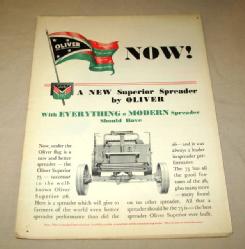 OLIVER
NOW!
A NEW Superior Spreader
by OLIVER
With EVERYTHING a MODERN Spreader
Should Have
Now, under the
Oliver flag is a
new and better
spreader — the
Oliver Superior
75 — successor
to the well-
known Oliver
Superior 26.
Here is a spreader which will give to
farmers of the world even better
spreader performance than did the
26 — and it was
always a leader
in spreader per-
formance.
The 75 has all
the good fea-
tures of the 26,
plus many more
— many found
on no other spreader. All that a
spreader should be the 75 is — the best
spreader Oliver Superior ever built.